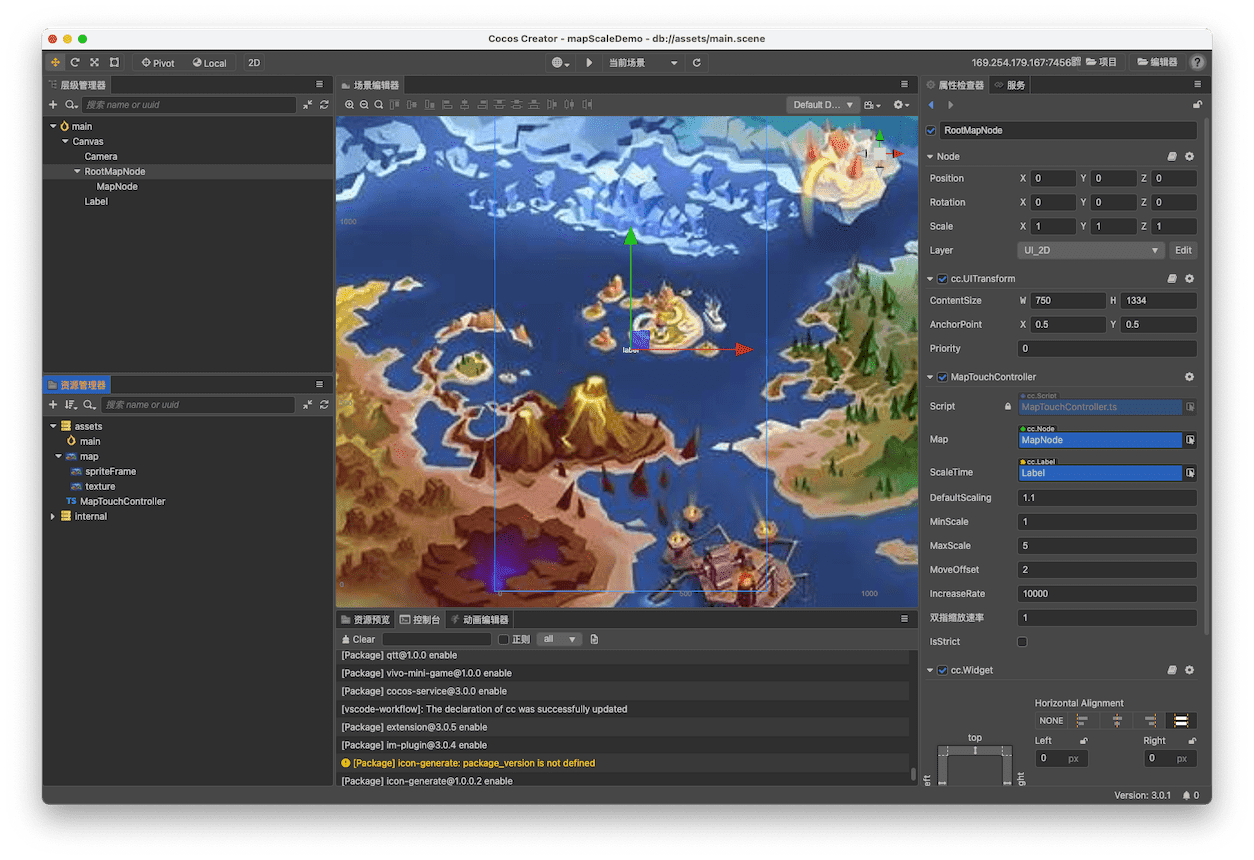 Cocos Creator - mapScaleDemo - db://assets/main.scene
Pivot Local 2D 当前场景 169.254.179.167:7456 项目 编辑器 ?
层级管理器
搜索 name or uuid
main
Canvas
Camera
RootMapNode
MapNode
Label
资源管理器
搜索 name or uuid
assets
main
map
spriteFrame
texture
TS MapTouchController
internal
场景编辑器
Default D...
1000
label
0
0 500 1000
资源预览 控制台 动画编辑器
Clear 正则 all
[Package] qtt@1.0.0 enable
[Package] vivo-mini-game@1.0.0 enable
[Package] cocos-service@3.0.0 enable
[vscode-workflow]: The declaration of cc was successfully updated
[Package] extension@3.0.5 enable
[Package] im-plugin@3.0.4 enable
[Package] icon-generate: package_version is not defined
[Package] icon-generate@1.0.0.2 enable
属性检查器 服务
RootMapNode
Node
Position X 0 Y 0 Z 0
Rotation X 0 Y 0 Z 0
Scale X 1 Y 1 Z 1
Layer UI_2D Edit
cc.UITransform
ContentSize W 750 H 1334
AnchorPoint X 0.5 Y 0.5
Priority 0
MapTouchController
cc.Script
Script MapTouchController.ts
cc.Node
Map MapNode
cc.Label
ScaleTime Label
DefaultScaling 1.1
MinScale 1
MaxScale 5
MoveOffset 2
IncreaseRate 10000
双指缩放速率 1
IsStrict
cc.Widget
Horizontal Alignment
NONE
top
Left Right
0 px 0 px
Version: 3.0.1 0